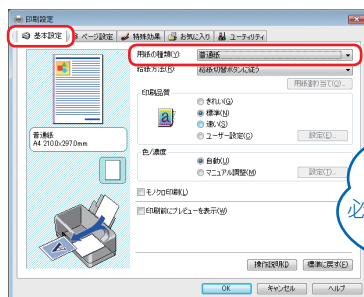 印刷設定
基本設定 ページ設定 特殊効果 お気に入り ユーティリティ
用紙の種類(Y): 普通紙
給紙方法(R): 給紙切替ボタンに従う
用紙割り当て(O)...
印刷品質
きれい(G)
標準(N)
速い(S)
ユーザー設定(C) 設定(E)...
普通紙
A4 210.0x297.0mm
色/濃度
自動(U)
マニュアル調整(M) 設定(T)...
モノクロ印刷(L)
印刷前にプレビューを表示(W)
必
操作説明(I) 標準に戻す(F)
OK キャンセル ヘルプ